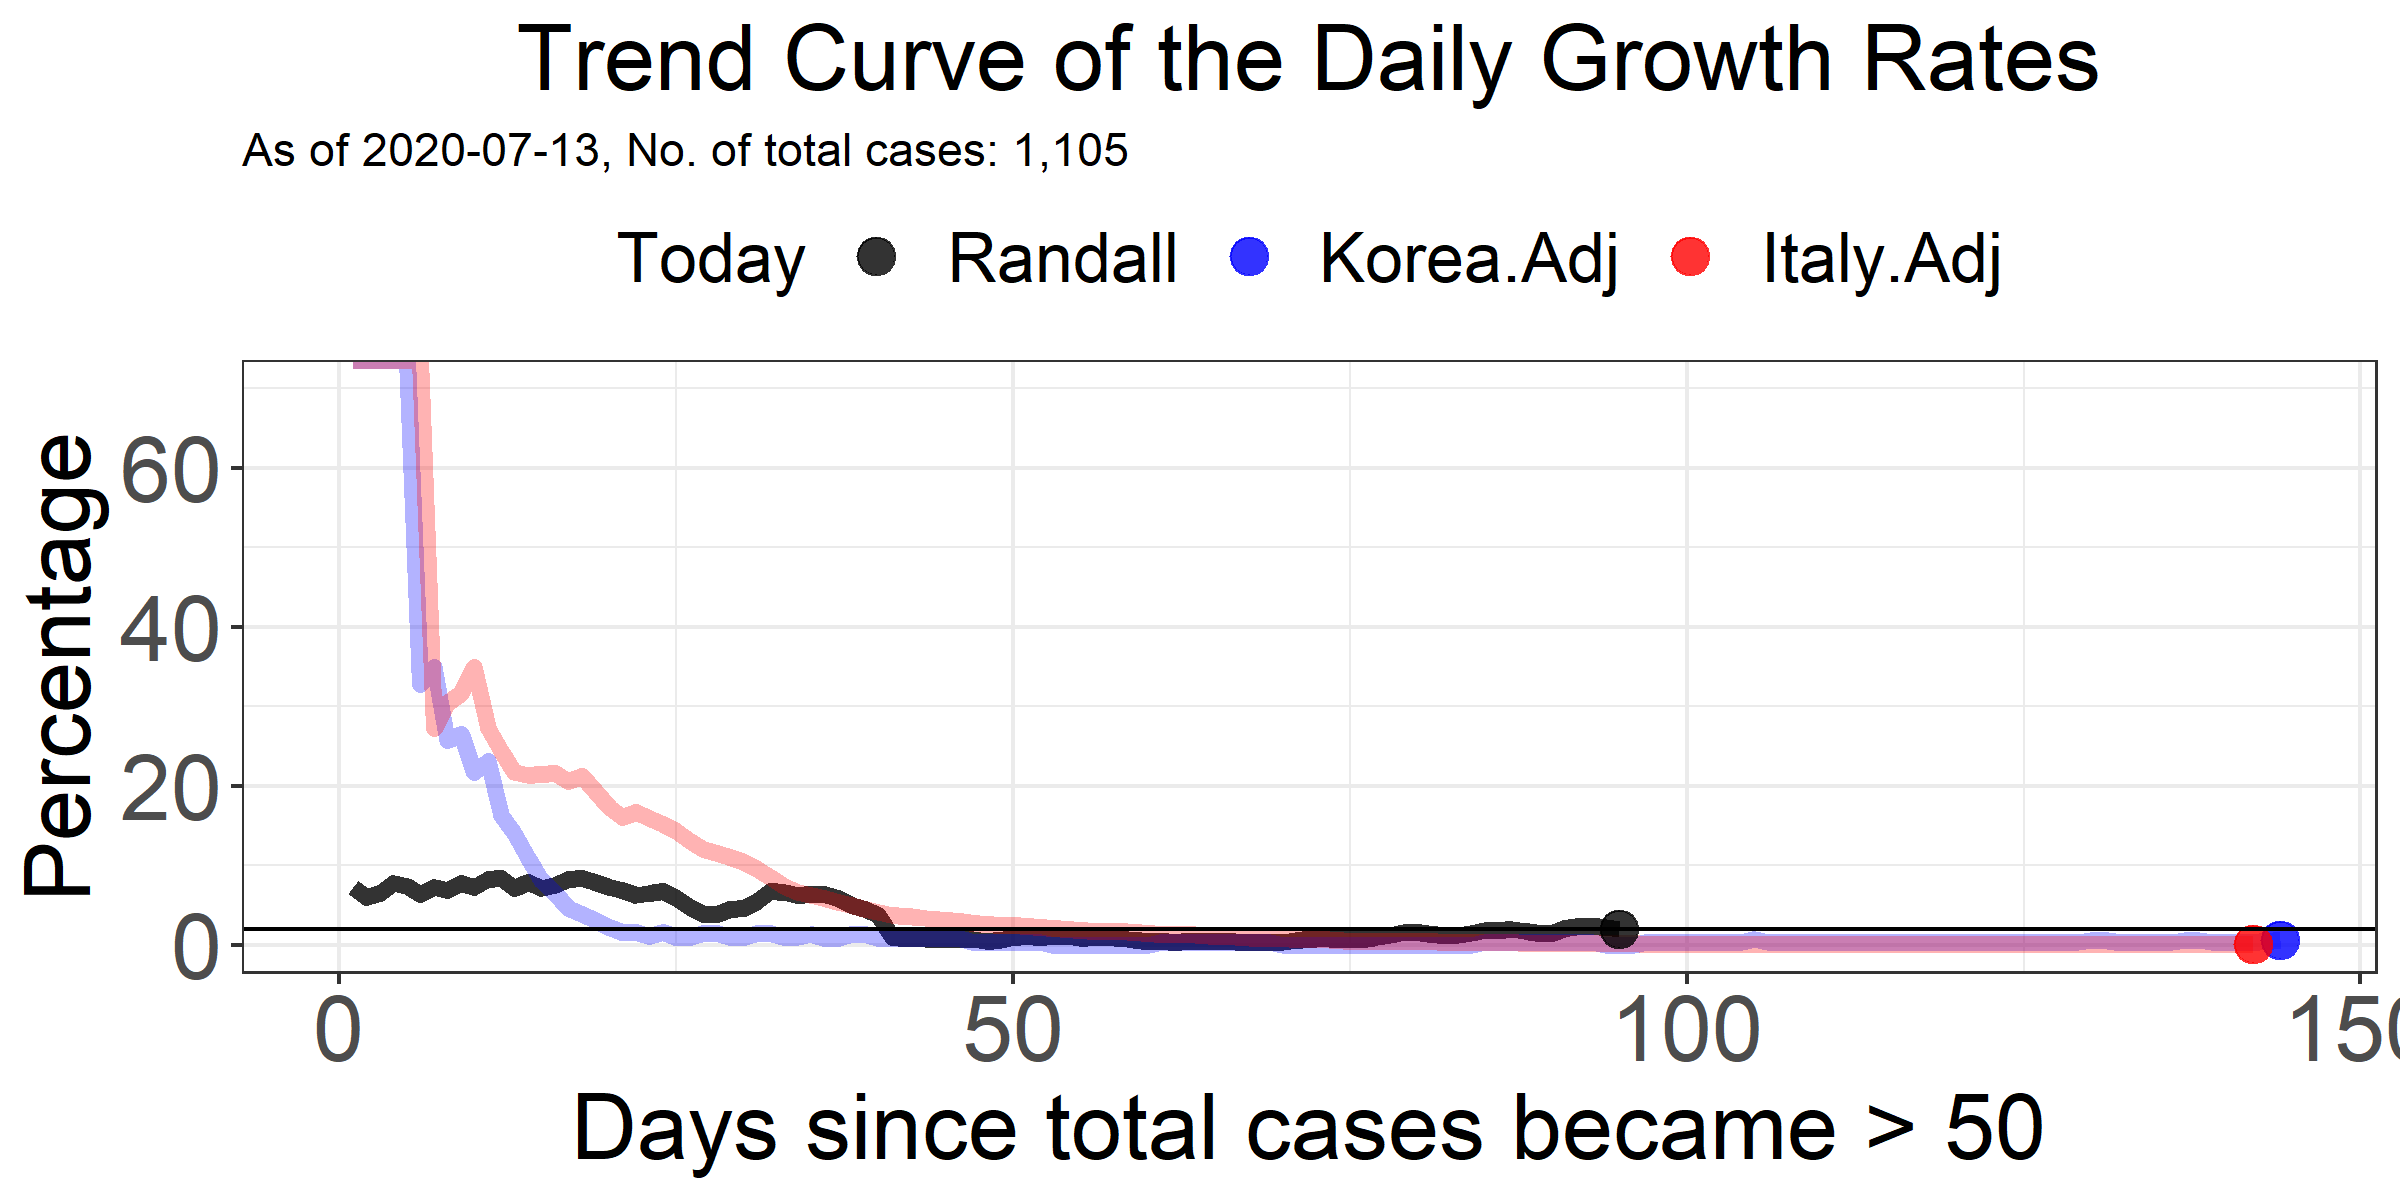 Trend Curve of the Daily Growth Rates
As of 2020-07-13, No. of total cases: 1,105
Today Randall Korea.Adj Italy.Adj
Percentage
60
40
20
0
0 50 100 150
Days since total cases became > 50